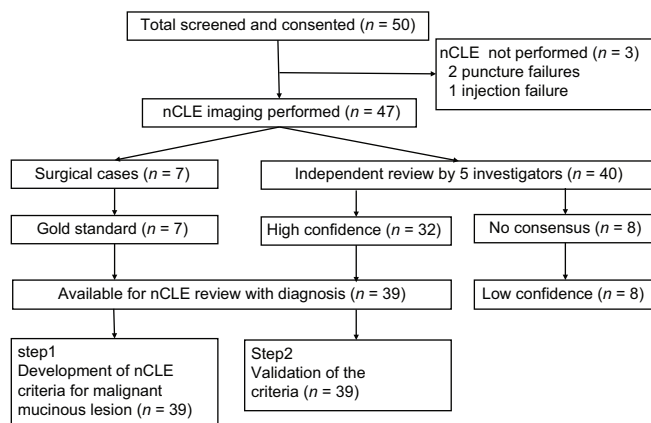 Total screened and consented (n = 50)
nCLE not performed (n = 3)
2 puncture failures
1 injection failure
nCLE imaging performed (n = 47)
Surgical cases (n = 7)
Independent review by 5 investigators (n = 40)
Gold standard (n = 7)
High confidence (n = 32)
No consensus (n = 8)
Available for nCLE review with diagnosis (n = 39)
Low confidence (n = 8)
step1
Development of nCLE
criteria for malignant
mucinous lesion (n = 39)
Step2
Validation of the
criteria (n = 39)